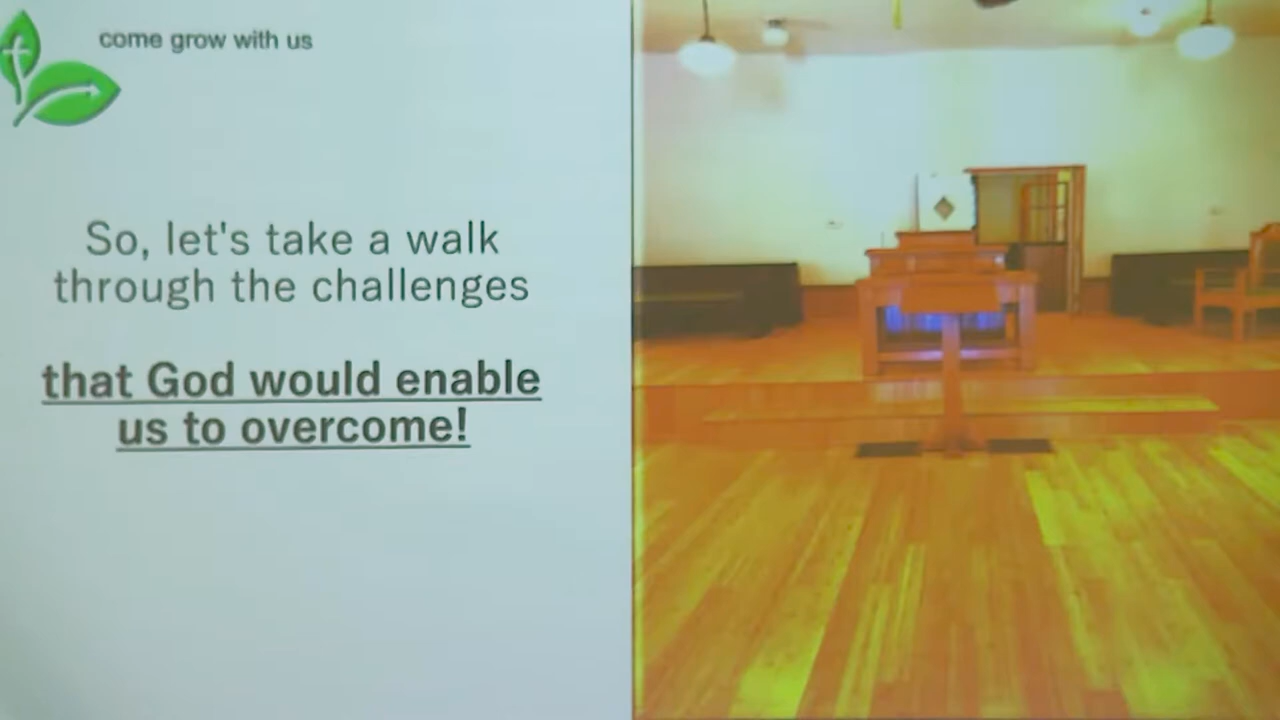 come grow with us
So, let's take a walk
through the challenges
that God would enable
us to overcome!